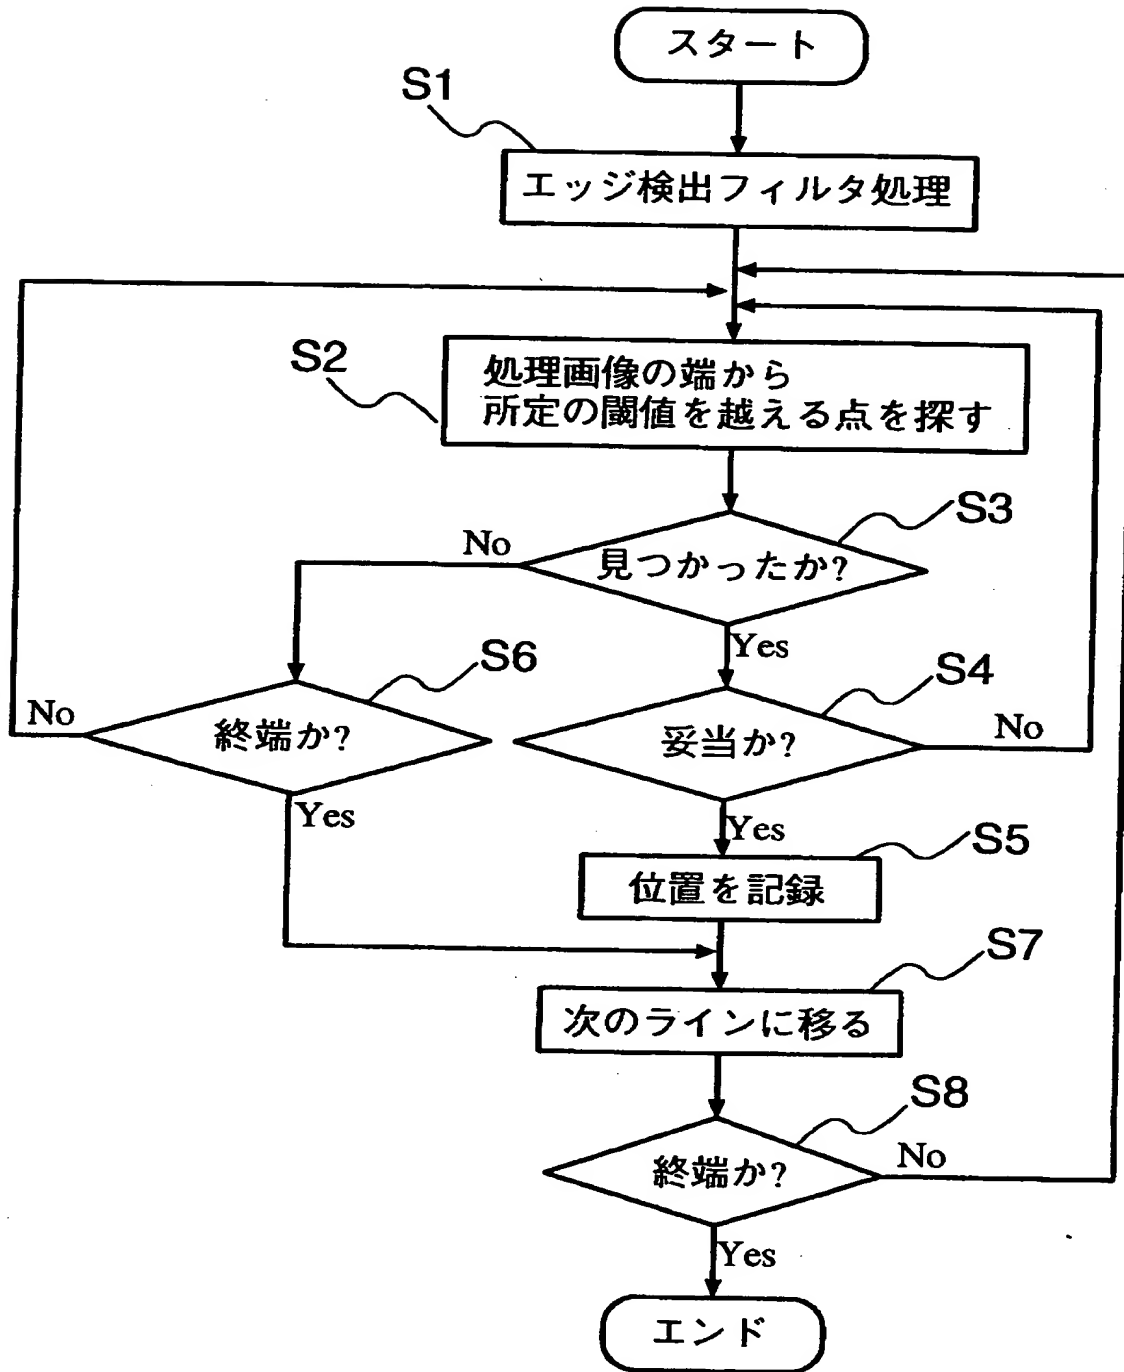 スタート
S1
エッジ検出フィルタ処理
S2
処理画像の端から
所定の閾値を越える点を探す
S3
No
見つかったか?
Yes
S6
S4
No
終端か?
妥当か?
No
Yes
Yes
S5
位置を記録
S7
次のラインに移る
S8
終端か?
No
Yes
エンド